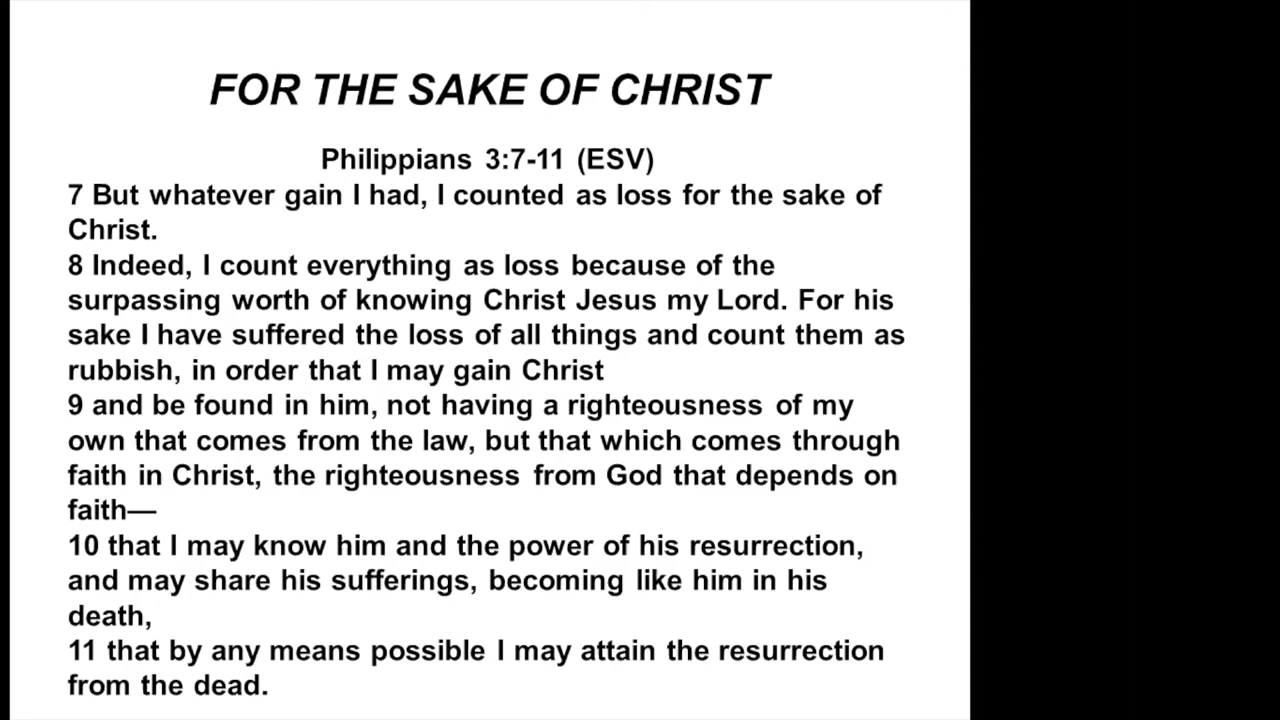 FOR THE SAKE OF CHRIST
Philippians 3:7-11 (ESV)
7 But whatever gain I had, I counted as loss for the sake of
Christ.
8 Indeed, I count everything as loss because of the
surpassing worth of knowing Christ Jesus my Lord. For his
sake I have suffered the loss of all things and count them as
rubbish, in order that I may gain Christ
9 and be found in him, not having a righteousness of my
own that comes from the law, but that which comes through
faith in Christ, the righteousness from God that depends on
faith—
10 that I may know him and the power of his resurrection,
and may share his sufferings, becoming like him in his
death,
11 that by any means possible I may attain the resurrection
from the dead.